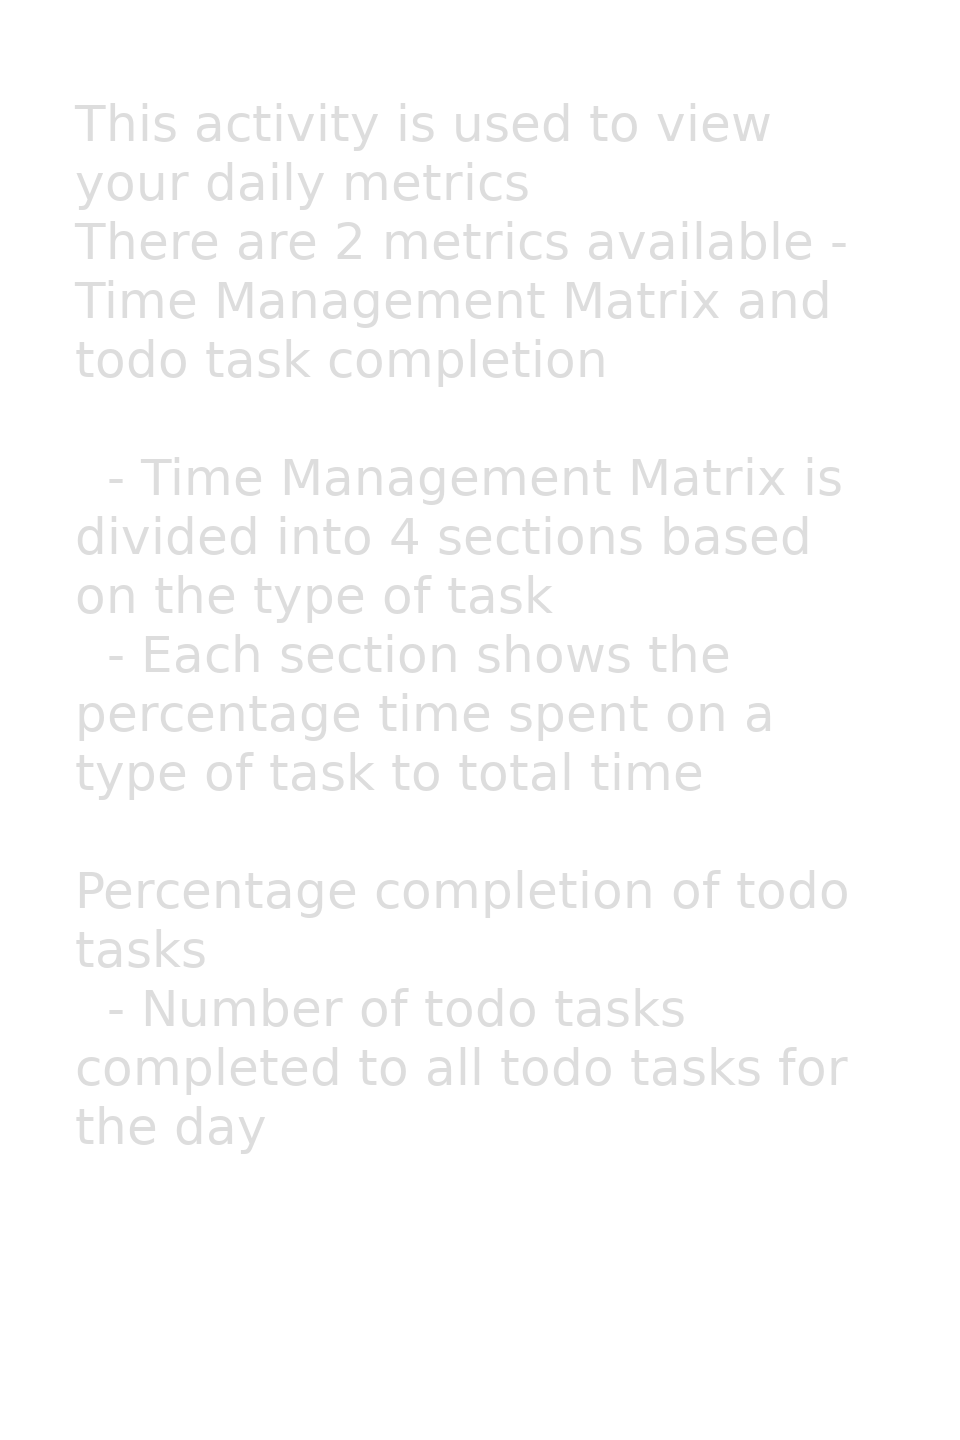 This activity is used to view
your daily metrics
There are 2 metrics available -
Time Management Matrix and
todo task completion
- Time Management Matrix is
divided into 4 sections based
on the type of task
- Each section shows the
percentage time spent on a
type of task to total time
Percentage completion of todo
tasks
- Number of todo tasks
completed to all todo tasks for
the day